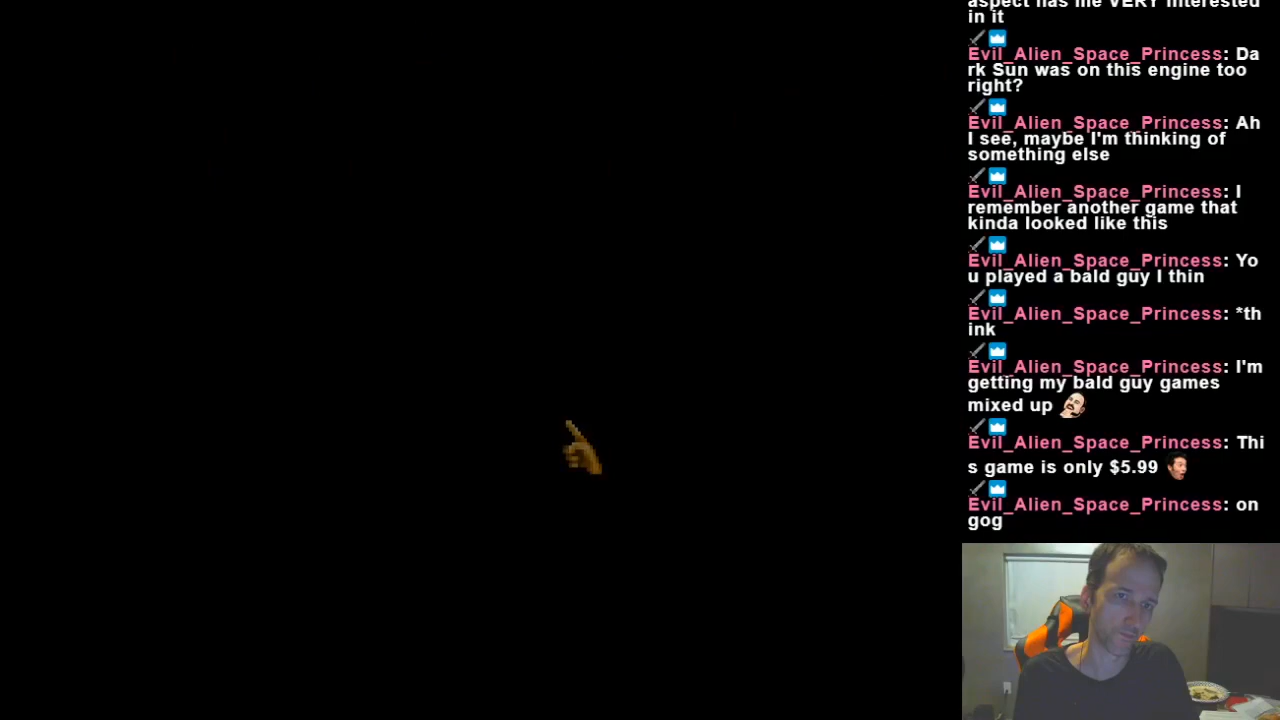 aspect has me VERY interested
in it
Evil_Alien_Space_Princess: Da
rk Sun was on this engine too
right?
Evil_Alien_Space_Princess: Ah
I see, maybe I'm thinking of
something else
Evil_Alien_Space_Princess: I
remember another game that
kinda looked like this
Evil_Alien_Space_Princess: Yo
u played a bald guy I thin
Evil_Alien_Space_Princess: *th
ink
Evil_Alien_Space_Princess: I'm
getting my bald guy games
mixed up
Evil_Alien_Space_Princess: Thi
s game is only $5.99
Evil_Alien_Space_Princess: on
gog